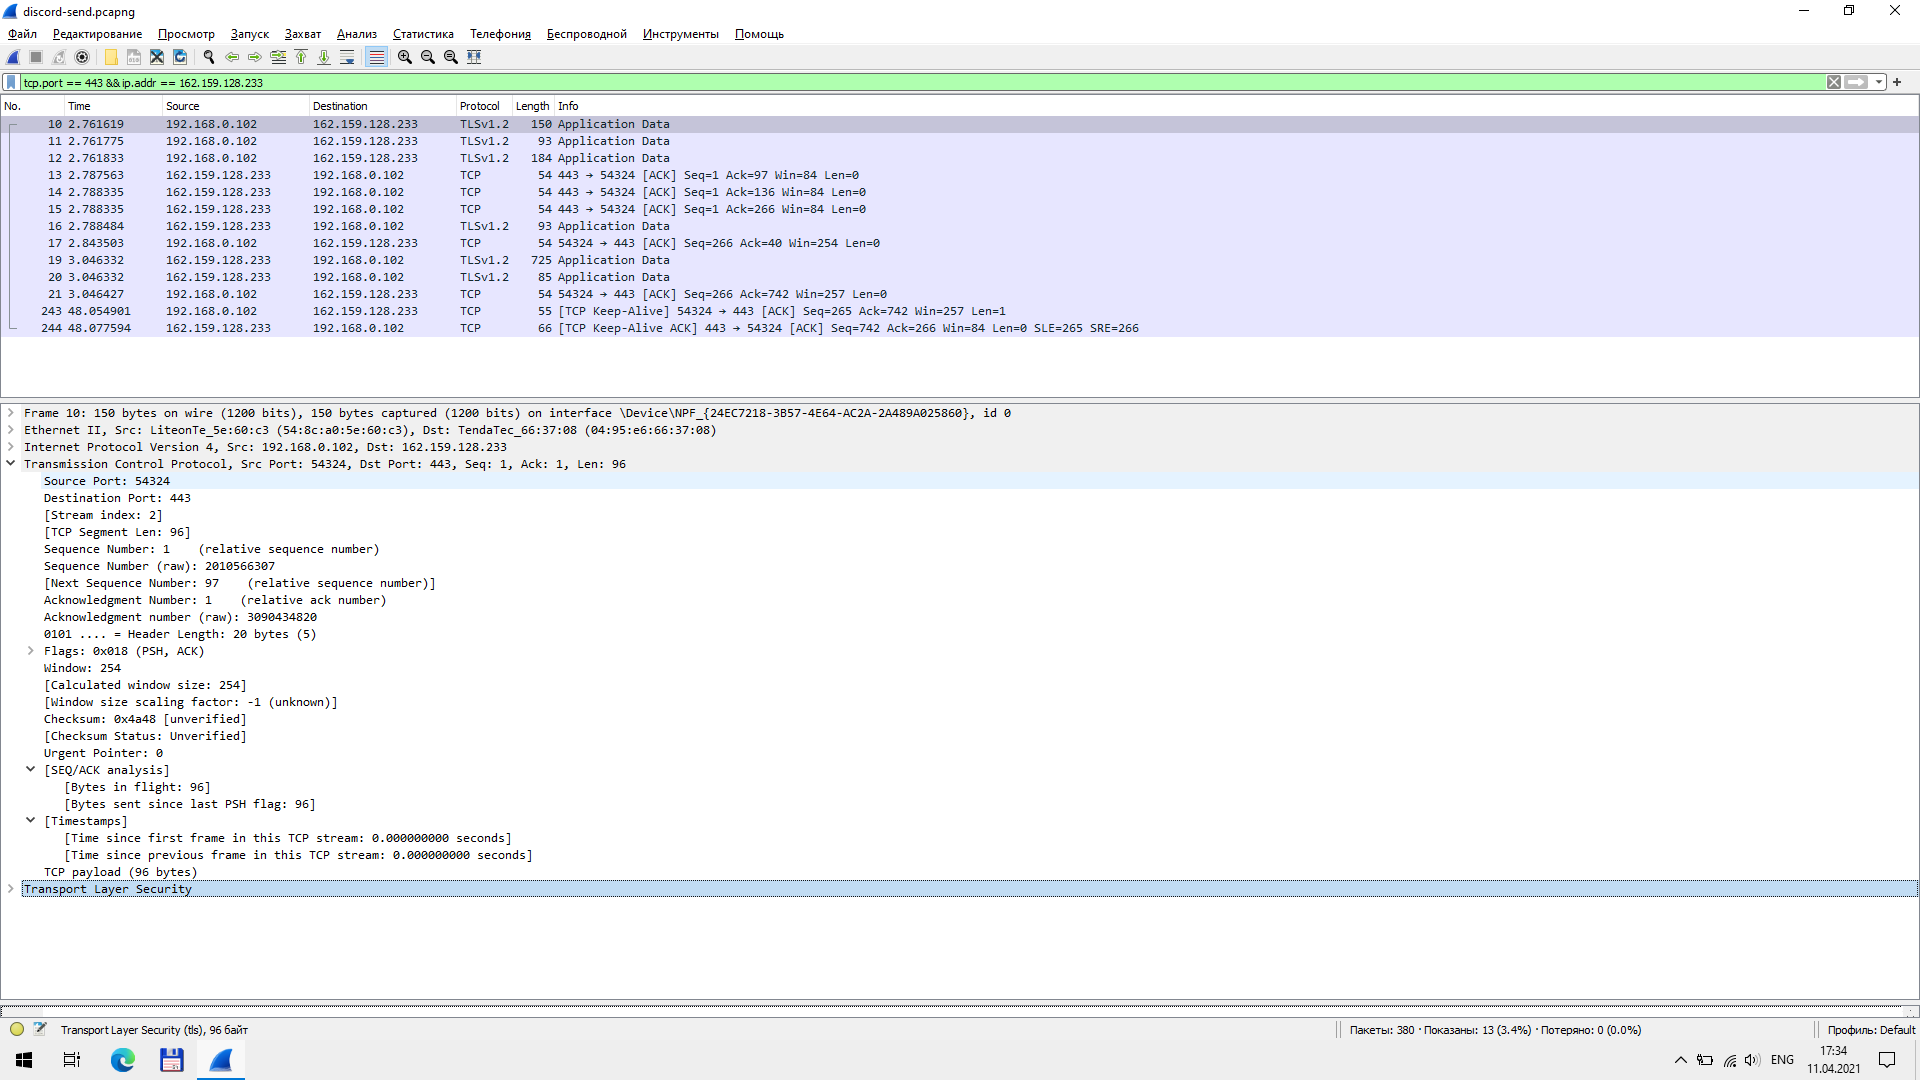 discord-send.pcapng
Файл Редактирование Просмотр Запуск Захват Анализ Статистика Телефония Беспроводной Инструменты Помощь
tcp.port == 443 && ip.addr == 162.159.128.233
No. Time Source Destination Protocol Length Info
10 2.761619 192.168.0.102 162.159.128.233 TLSv1.2 150 Application Data
11 2.761775 192.168.0.102 162.159.128.233 TLSv1.2 93 Application Data
12 2.761833 192.168.0.102 162.159.128.233 TLSv1.2 184 Application Data
13 2.787563 162.159.128.233 192.168.0.102 TCP 54 443 → 54324 [ACK] Seq=1 Ack=97 Win=84 Len=0
14 2.788335 162.159.128.233 192.168.0.102 TCP 54 443 → 54324 [ACK] Seq=1 Ack=136 Win=84 Len=0
15 2.788335 162.159.128.233 192.168.0.102 TCP 54 443 → 54324 [ACK] Seq=1 Ack=266 Win=84 Len=0
16 2.788484 162.159.128.233 192.168.0.102 TLSv1.2 93 Application Data
17 2.843503 192.168.0.102 162.159.128.233 TCP 54 54324 → 443 [ACK] Seq=266 Ack=40 Win=254 Len=0
19 3.046332 162.159.128.233 192.168.0.102 TLSv1.2 725 Application Data
20 3.046332 162.159.128.233 192.168.0.102 TLSv1.2 85 Application Data
21 3.046427 192.168.0.102 162.159.128.233 TCP 54 54324 → 443 [ACK] Seq=266 Ack=742 Win=257 Len=0
243 48.054901 192.168.0.102 162.159.128.233 TCP 55 [TCP Keep-Alive] 54324 → 443 [ACK] Seq=265 Ack=742 Win=257 Len=1
244 48.077594 162.159.128.233 192.168.0.102 TCP 66 [TCP Keep-Alive ACK] 443 → 54324 [ACK] Seq=742 Ack=266 Win=84 Len=0 SLE=265 SRE=266
Frame 10: 150 bytes on wire (1200 bits), 150 bytes captured (1200 bits) on interface \Device\NPF_{24EC7218-3B57-4E64-AC2A-2A489A025860}, id 0
Ethernet II, Src: LiteonTe_5e:60:c3 (54:8c:a0:5e:60:c3), Dst: TendaTec_66:37:08 (04:95:e6:66:37:08)
Internet Protocol Version 4, Src: 192.168.0.102, Dst: 162.159.128.233
Transmission Control Protocol, Src Port: 54324, Dst Port: 443, Seq: 1, Ack: 1, Len: 96
Source Port: 54324
Destination Port: 443
[Stream index: 2]
[TCP Segment Len: 96]
Sequence Number: 1 (relative sequence number)
Sequence Number (raw): 2010566307
[Next Sequence Number: 97 (relative sequence number)]
Acknowledgment Number: 1 (relative ack number)
Acknowledgment number (raw): 3090434820
0101 .... = Header Length: 20 bytes (5)
Flags: 0x018 (PSH, ACK)
Window: 254
[Calculated window size: 254]
[Window size scaling factor: -1 (unknown)]
Checksum: 0x4a48 [unverified]
[Checksum Status: Unverified]
Urgent Pointer: 0
[SEQ/ACK analysis]
[Bytes in flight: 96]
[Bytes sent since last PSH flag: 96]
[Timestamps]
[Time since first frame in this TCP stream: 0.000000000 seconds]
[Time since previous frame in this TCP stream: 0.000000000 seconds]
TCP payload (96 bytes)
Transport Layer Security
Transport Layer Security (tls), 96 байт
Пакеты: 380 · Показаны: 13 (3.4%) · Потеряно: 0 (0.0%)
Профиль: Default
ENG
17:34
11.04.2021